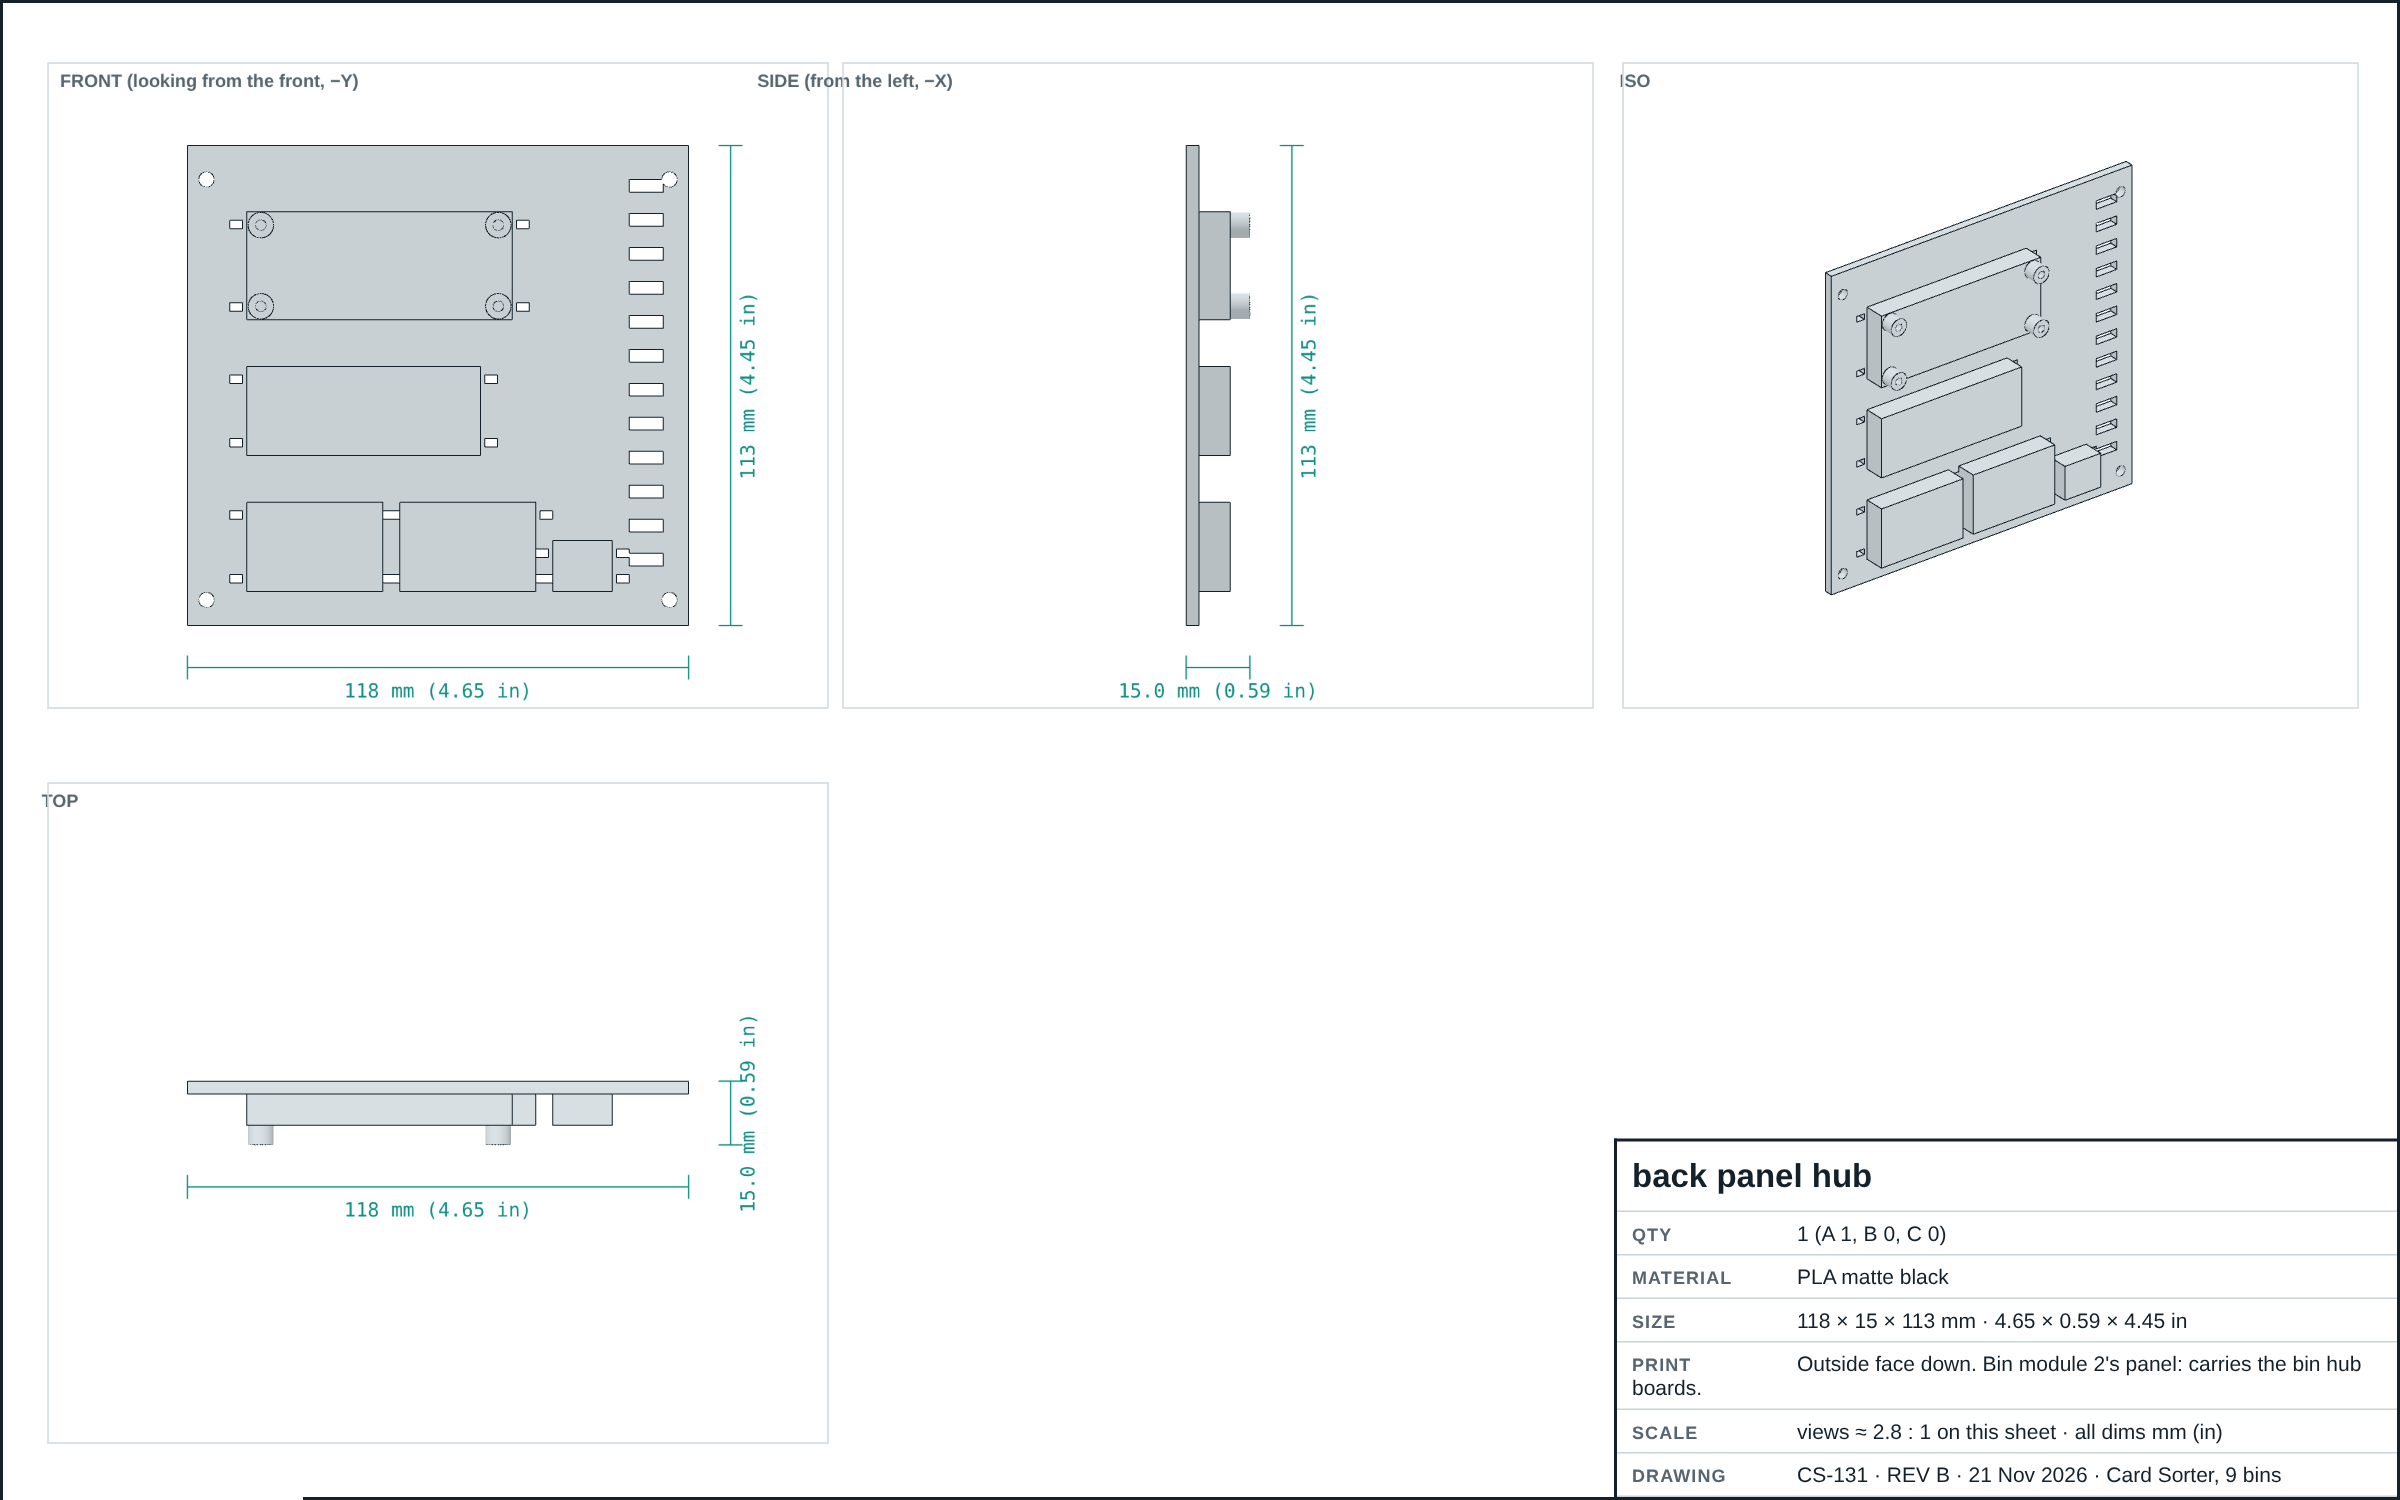 FRONT (looking from the front, −Y)
SIDE (from the left, −X)
ISO
113 mm (4.45 in)
113 mm (4.45 in)
118 mm (4.65 in)
15.0 mm (0.59 in)
TOP
15.0 mm (0.59 in)
118 mm (4.65 in)
back panel hub
QTY 1 (A 1, B 0, C 0)
MATERIAL PLA matte black
SIZE 118 × 15 × 113 mm · 4.65 × 0.59 × 4.45 in
PRINT Outside face down. Bin module 2's panel: carries the bin hub
boards.
SCALE views ≈ 2.8 : 1 on this sheet · all dims mm (in)
DRAWING CS-131 · REV B · 21 Nov 2026 · Card Sorter, 9 bins